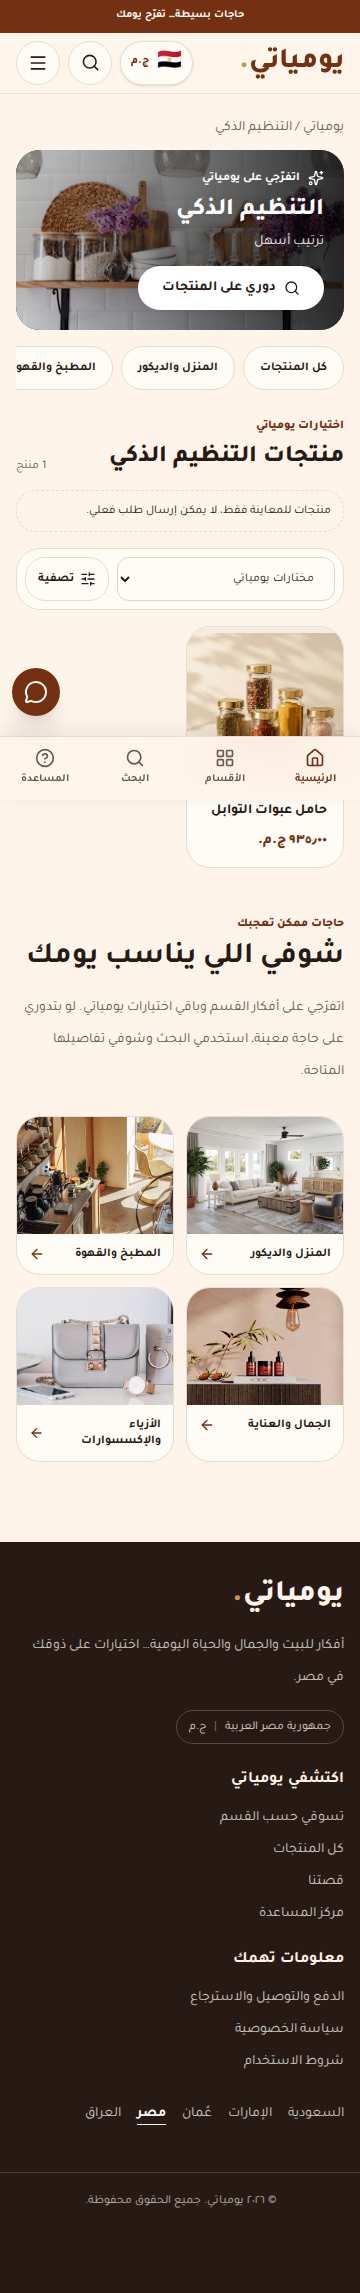 حاجات بسيطة… تفرّح يومك
يومياتي.
ج.م
يومياتي / التنظيم الذكي
اتفرّجي على يومياتي
التنظيم الذكي
ترتيب أسهل
دوري على المنتجات
كل المنتجات
المنزل والديكور
المطبخ والقهو
اختيارات يومياتي
منتجات التنظيم الذكي
1 منتج
منتجات للمعاينة فقط، لا يمكن إرسال طلب فعلي.
مختارات يومياتي
تصفية
الرئيسية
الأقسام
البحث
المساعدة
حامل عبوات التوابل
٩٣٥٫٠٠ ج.م.
حاجات ممكن تعجبك
شوفي اللي يناسب يومك
اتفرّجي على أفكار القسم وباقي اختيارات يومياتي. لو بتدوري
على حاجة معينة، استخدمي البحث وشوفي تفاصيلها
المتاحة.
المنزل والديكور
المطبخ والقهوة
الجمال والعناية
الأزياء
والإكسسوارات
يومياتي.
أفكار للبيت والجمال والحياة اليومية… اختيارات على ذوقك
في مصر.
جمهورية مصر العربية | ج.م
اكتشفي يومياتي
تسوقي حسب القسم
كل المنتجات
قصتنا
مركز المساعدة
معلومات تهمك
الدفع والتوصيل والاسترجاع
سياسة الخصوصية
شروط الاستخدام
السعودية
الإمارات
عُمان
مصر
العراق
© ٢٠٢٦ يومياتي. جميع الحقوق محفوظة.